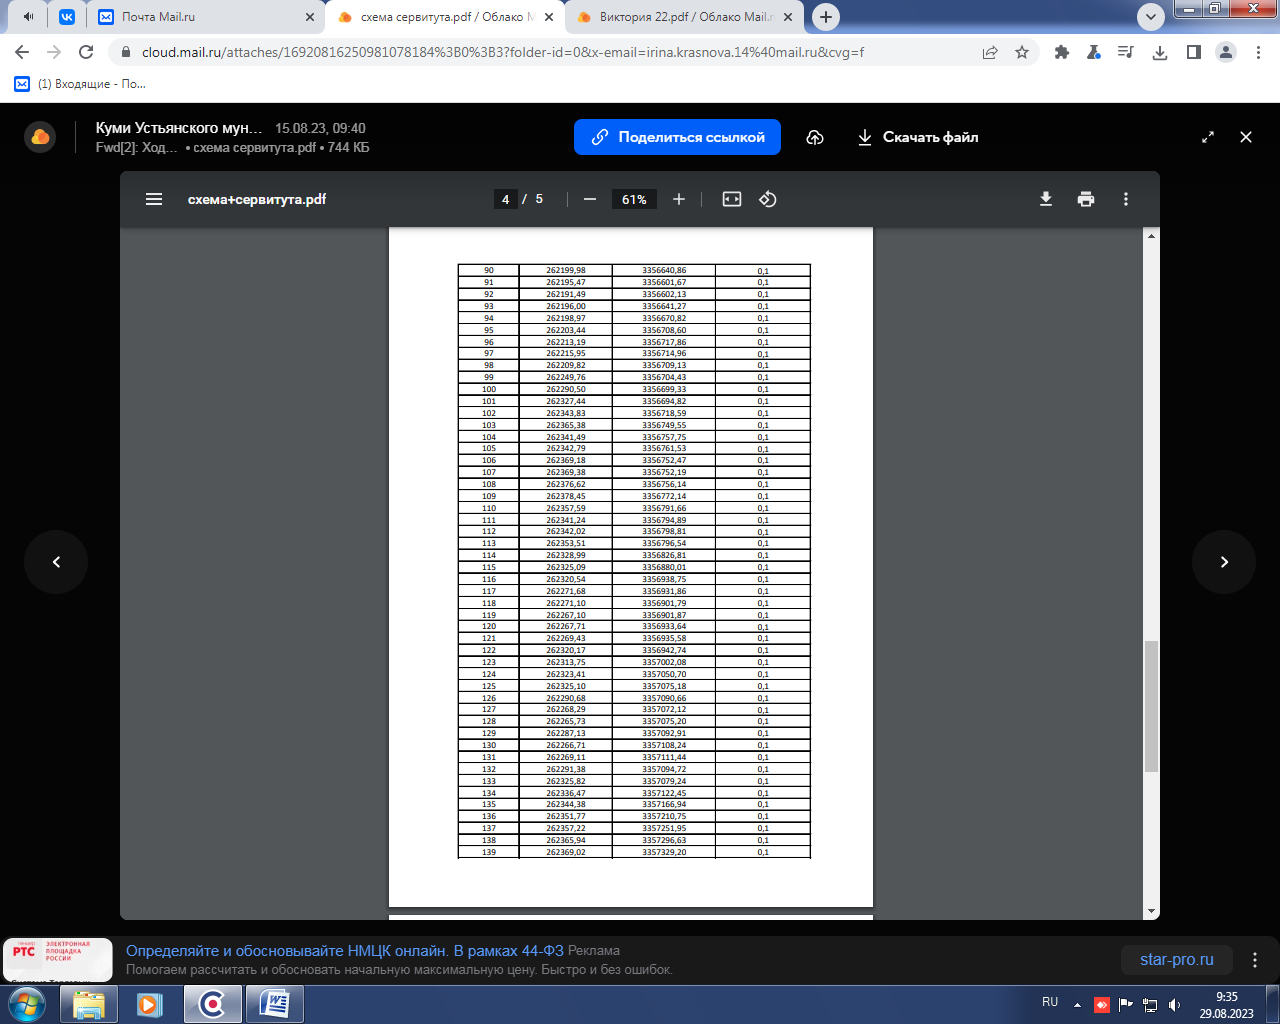 Почта Mail.ru
схема сервитута.pdf / Облако M
Виктория 22.pdf / Облако Mail.r
cloud.mail.ru/attaches/16920816250981078184%3B0%3B3?folder-id=0&x-email=irina.krasnova.14%40mail.ru&cvg=f
(1) Входящие - По...
Куми Устьянского мун... 15.08.23, 09:40
Fwd[2]: Ход... • схема сервитута.pdf • 744 КБ
Поделиться ссылкой
Скачать файл
схема+сервитута.pdf
4 / 5
61%
90 262199,98 3356640,86 0,1
91 262195,47 3356601,67 0,1
92 262191,49 3356602,13 0,1
93 262196,00 3356641,27 0,1
94 262198,97 3356670,82 0,1
95 262203,44 3356708,60 0,1
96 262213,19 3356717,86 0,1
97 262215,95 3356714,96 0,1
98 262209,82 3356709,13 0,1
99 262249,76 3356704,43 0,1
100 262290,50 3356699,33 0,1
101 262327,44 3356694,82 0,1
102 262343,83 3356718,59 0,1
103 262365,38 3356749,55 0,1
104 262341,49 3356757,75 0,1
105 262342,79 3356761,53 0,1
106 262369,18 3356752,47 0,1
107 262369,38 3356752,19 0,1
108 262376,62 3356756,14 0,1
109 262378,45 3356772,14 0,1
110 262357,59 3356791,66 0,1
111 262341,24 3356794,89 0,1
112 262342,02 3356798,81 0,1
113 262353,51 3356796,54 0,1
114 262328,99 3356826,81 0,1
115 262325,09 3356880,01 0,1
116 262320,54 3356938,75 0,1
117 262271,68 3356931,86 0,1
118 262271,10 3356901,79 0,1
119 262267,10 3356901,87 0,1
120 262267,71 3356933,64 0,1
121 262269,43 3356935,58 0,1
122 262320,17 3356942,74 0,1
123 262313,75 3357002,08 0,1
124 262323,41 3357050,70 0,1
125 262325,10 3357075,18 0,1
126 262290,68 3357090,66 0,1
127 262268,29 3357072,12 0,1
128 262265,73 3357075,20 0,1
129 262287,13 3357092,91 0,1
130 262266,71 3357108,24 0,1
131 262269,11 3357111,44 0,1
132 262291,38 3357094,72 0,1
133 262325,82 3357079,24 0,1
134 262336,47 3357122,45 0,1
135 262344,38 3357166,94 0,1
136 262351,77 3357210,75 0,1
137 262357,22 3357251,95 0,1
138 262365,94 3357296,63 0,1
139 262369,02 3357329,20 0,1
РТС
ЭЛЕКТРОННАЯ
ПЛОЩАДКА
РОССИИ
Определяйте и обосновывайте НМЦК онлайн. В рамках 44-ФЗ Реклама
Помогаем рассчитать и обосновать начальную максимальную цену. Быстро и без ошибок.
star-pro.ru
RU
9:35
29.08.2023